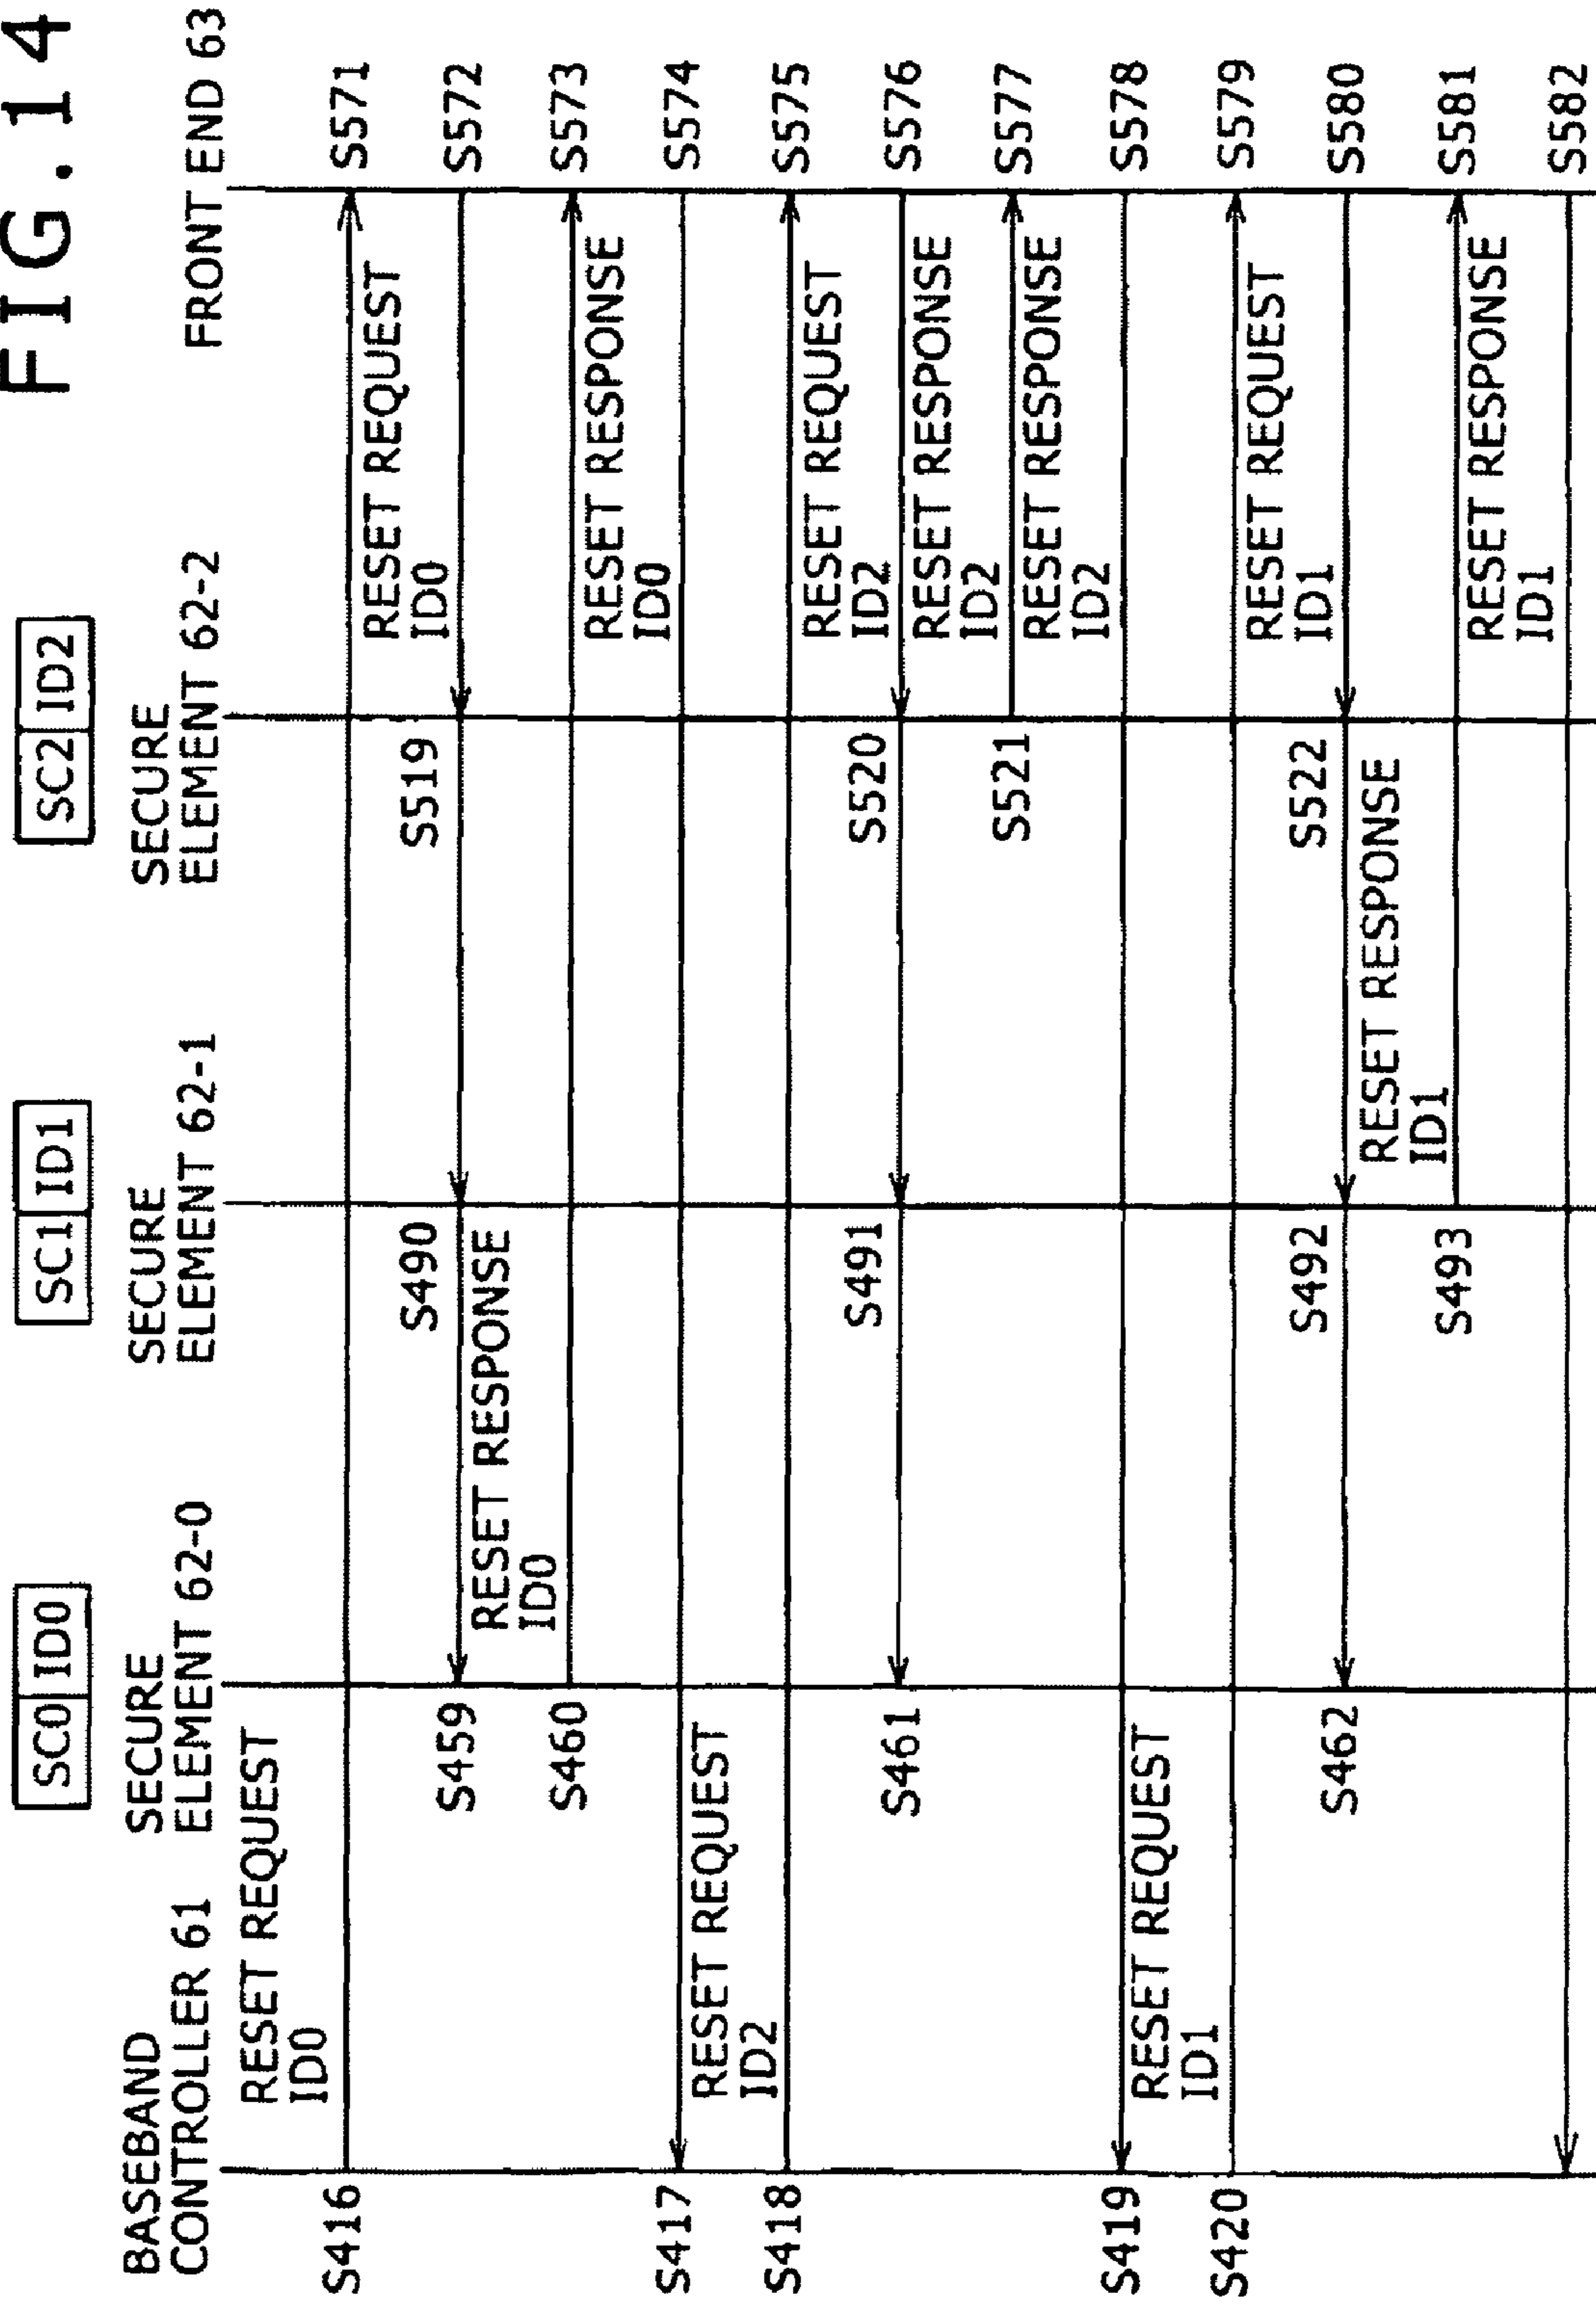 FIG.14
SC0 ID0
SC1 ID1
SC2 ID2
BASEBAND
CONTROLLER 61
SECURE
ELEMENT 62-0
SECURE
ELEMENT 62-1
SECURE
ELEMENT 62-2
FRONT END 63
RESET REQUEST
ID0
S416
S571
RESET REQUEST
ID0
S459
S490
S519
S572
RESET RESPONSE
ID0
S460
S573
RESET RESPONSE
ID0
S417
S574
RESET REQUEST
ID2
S418
S575
RESET REQUEST
ID2
S461
S491
S520
S576
RESET RESPONSE
ID2
S521
S577
RESET RESPONSE
ID2
S419
S578
RESET REQUEST
ID1
S420
S579
RESET REQUEST
ID1
S462
S492
S522
S580
RESET RESPONSE
ID1
S493
S581
RESET RESPONSE
ID1
S582